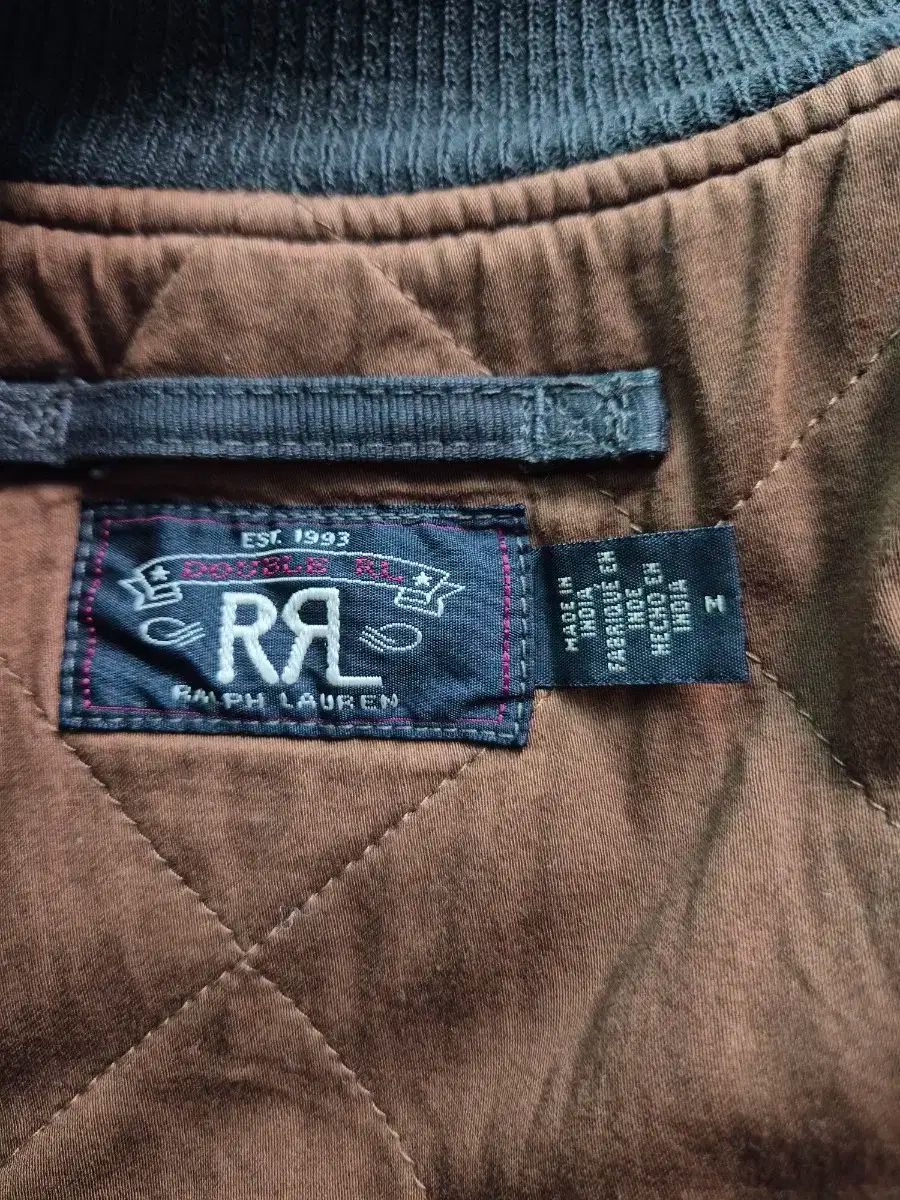 EST. 1993
DOUBLE RL
RRL
RALPH LAUREN
MADE IN
INDIA
FABRIQUE EN
INDE
HECHO EN
INDIA
M